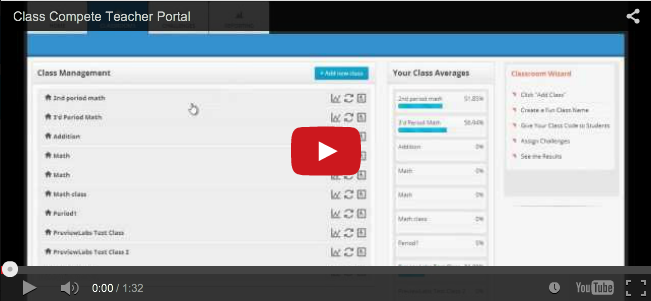 Class Compete Teacher Portal
Class Management
+ Add new class
2nd period math
3'd Period Math
Addition
Math
Math
Math class
Period1
PreviewLabs Test Class
PreviewLabs Test Class 2
Your Class Averages
2nd period math 51.85%
3'd Period Math
Addition 0%
Math 0%
Math 0%
Math class 0%
Period1 0%
Classroom Wizard
Click "Add Class"
Create a Fun Class Name
Give Your Class Code to Students
Assign Challenges
See the Results
0:00 / 1:32
YouTube